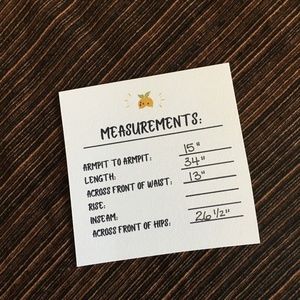 MEASUREMENTS:
ARMPIT TO ARMPIT: 15"
LENGTH: 34"
ACROSS FRONT OF WAIST: 13"
RISE:
INSEAM:
ACROSS FRONT OF HIPS: 26 1/2"